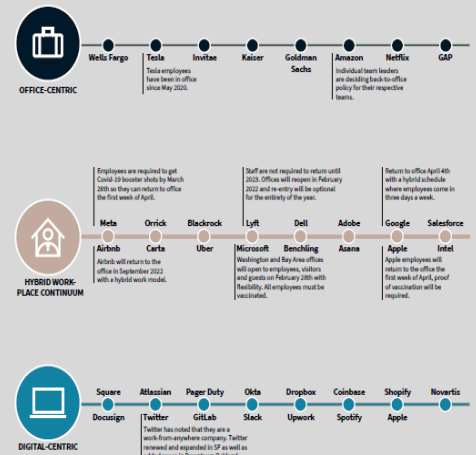 Wells Fargo Tesla Invitae Kaiser Goldman Sachs Amazon Netflix GAP
Tesla employees
have been in office
since May 2020.
Individual team leaders
are deciding back-to-office
policy for their respective
teams.
OFFICE-CENTRIC
Employees are required to get
Covid-19 booster shots by March
28th so they can return to office
the first week of April.
Staff are not required to return until
2023. Offices will reopen in February
2022 and re-entry will be optional
for the entirety of the year.
Return to office April 4th
with a hybrid schedule
where employees come in
three days a week.
Meta Orrick Blackrock Lyft Dell Adobe Google Salesforce
Airbnb Carta Uber Microsoft Benchling Asana Apple Intel
Airbnb will return to the
office in September 2022
with a hybrid work model.
Washington and Bay Area offices
will open to employees, visitors
and guests on February 28th with
flexibility. All employees must be
vaccinated.
Apple employees will
return to the office the
first week of April, proof
of vaccination will be
required.
HYBRID WORK-
PLACE CONTINUUM
Square Atlassian Pager Duty Okta Dropbox Coinbase Shopify Novartis
Docusign Twitter GitLab Slack Upwork Spotify Apple
Twitter has noted that they are a
work-from-anywhere company. Twitter
renewed and expanded in SF as well as
DIGITAL-CENTRIC